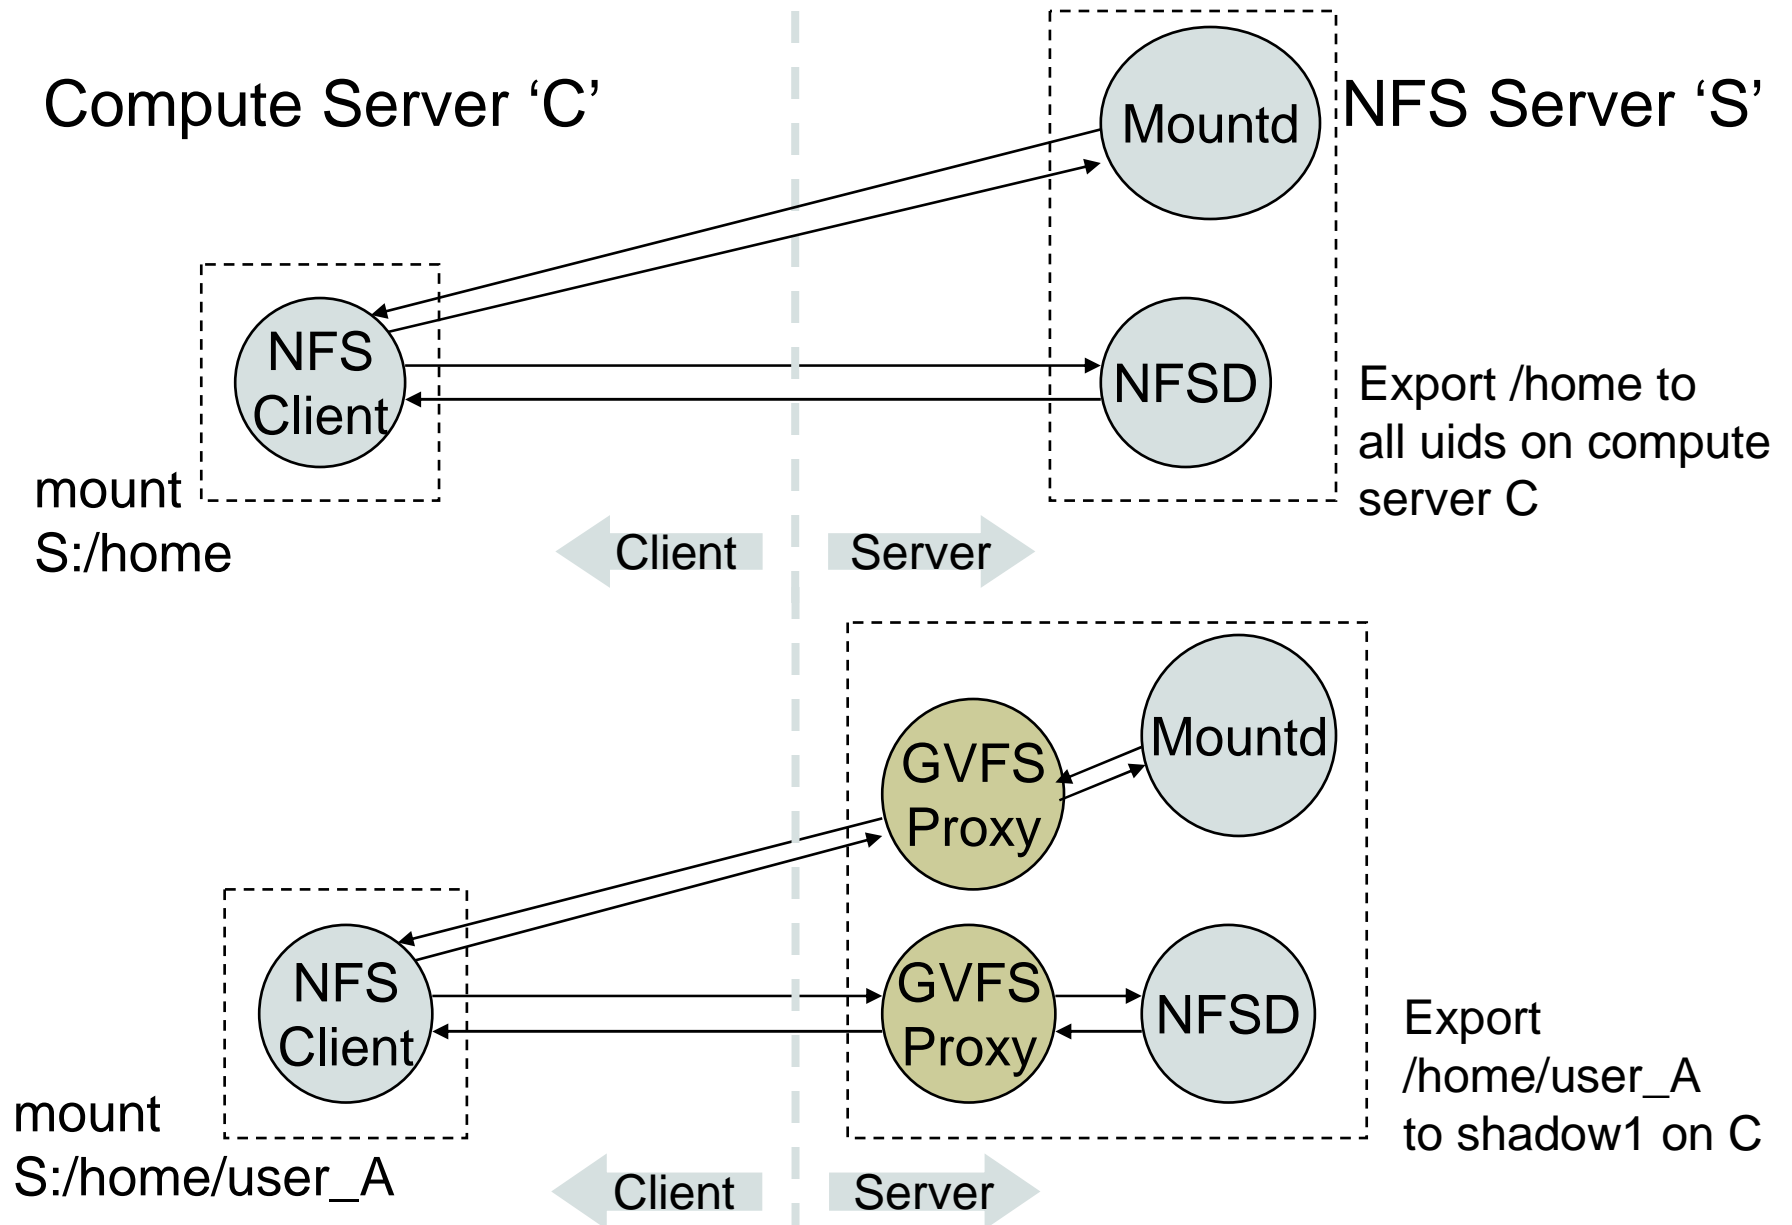 Compute Server ‘C’
Mountd
NFS Server ‘S’
NFS
Client
NFSD
Export /home to
all uids on compute
server C
mount
S:/home
Client
Server
GVFS
Proxy
Mountd
NFS
Client
GVFS
Proxy
NFSD
Export
/home/user_A
to shadow1 on C
mount
S:/home/user_A
Client
Server